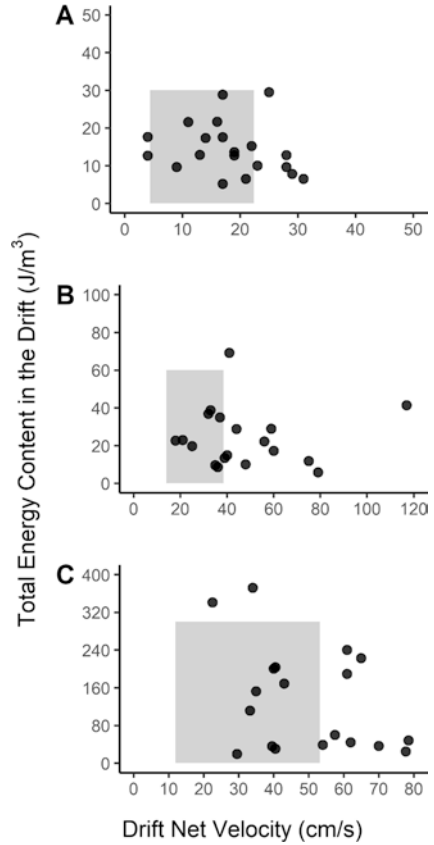 A
50
40
30
20
10
0
0 10 20 30 40 50
B
100
80
60
40
20
0
0 20 40 60 80 100 120
C
400
320
240
160
80
0
0 10 20 30 40 50 60 70 80
Total Energy Content in the Drift (J/m³)
Drift Net Velocity (cm/s)